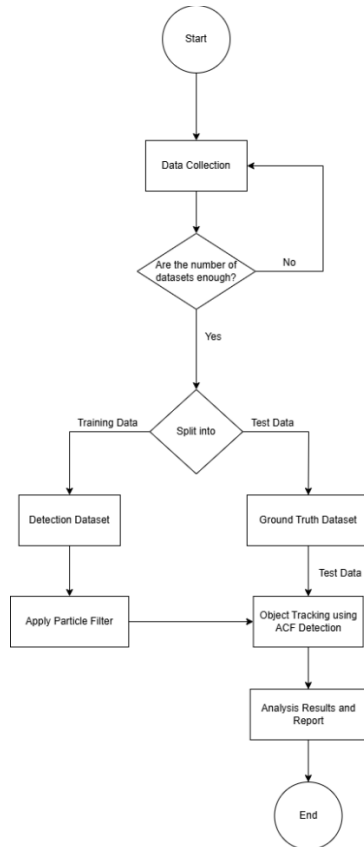 Start
Data Collection
Are the number of
datasets enough?
No
Yes
Training Data
Split into
Test Data
Detection Dataset
Ground Truth Dataset
Test Data
Apply Particle Filter
Object Tracking using
ACF Detection
Analysis Results and
Report
End